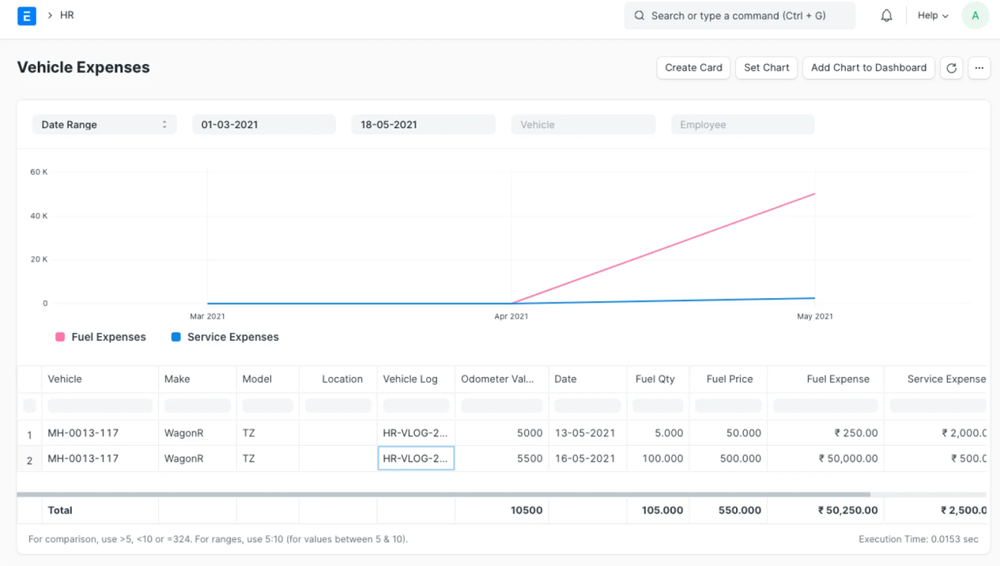 E > HR Search or type a command (Ctrl + G) Help A
Vehicle Expenses Create Card Set Chart Add Chart to Dashboard ...
Date Range 01-03-2021 18-05-2021 Vehicle Employee
60 K
40 K
20 K
0
Mar 2021 Apr 2021 May 2021
Fuel Expenses Service Expenses
Vehicle Make Model Location Vehicle Log Odometer Val... Date Fuel Qty Fuel Price Fuel Expense Service Expense
1 MH-0013-117 WagonR TZ HR-VLOG-2... 5000 13-05-2021 5.000 50.000 ₹ 250.00 ₹ 2,000.0
2 MH-0013-117 WagonR TZ HR-VLOG-2... 5500 16-05-2021 100.000 500.000 ₹ 50,000.00 ₹ 500.0
Total 10500 105.000 550.000 ₹ 50,250.00 ₹ 2,500.0
For comparison, use >5, <10 or =324. For ranges, use 5:10 (for values between 5 & 10). Execution Time: 0.0153 sec